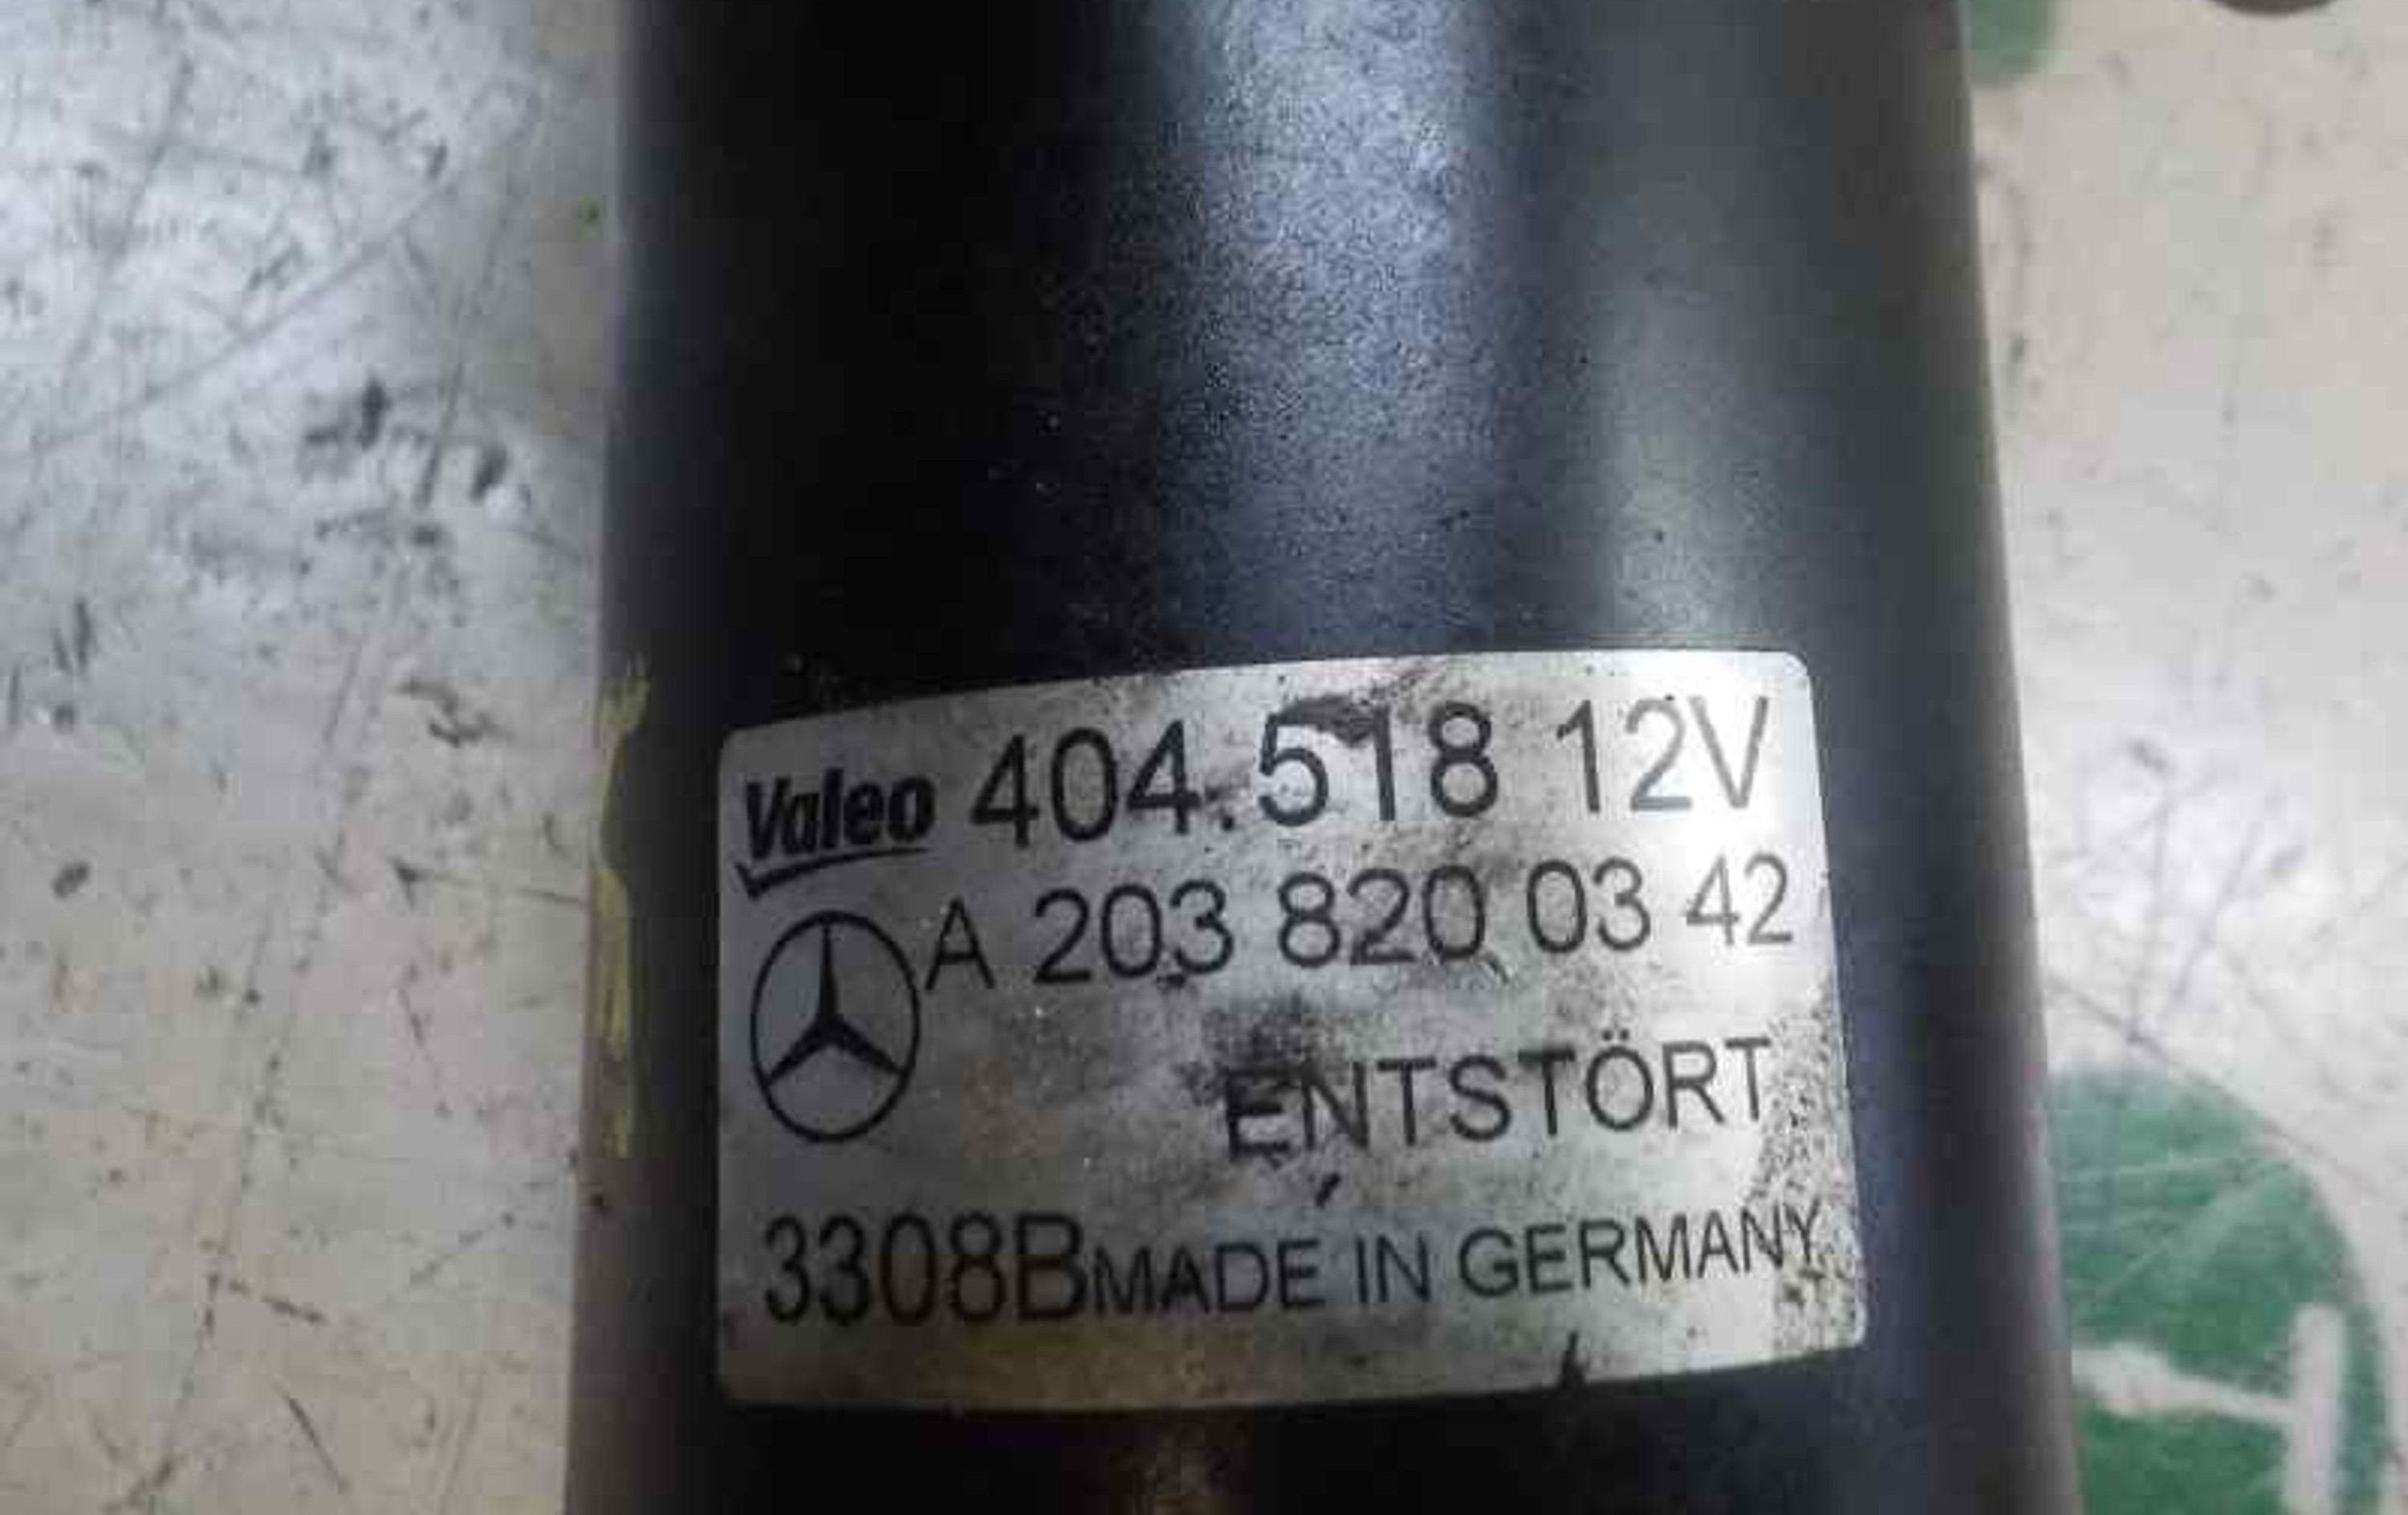 Valeo 404.518 12V
A 203 820 03 42
ENTSTÖRT
3308B MADE IN GERMANY